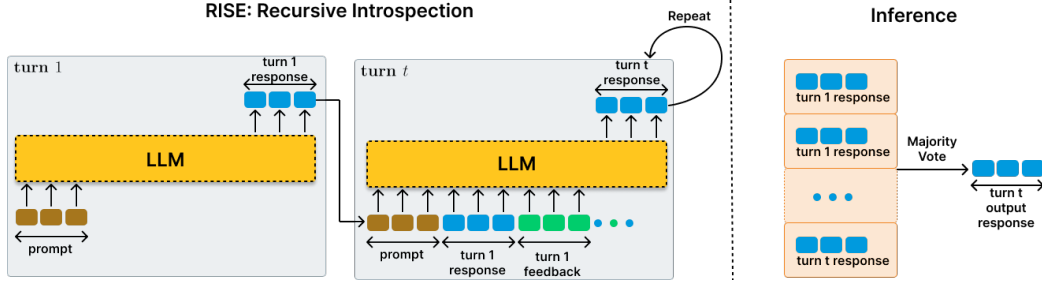 RISE: Recursive Introspection
turn 1
turn 1
response
LLM
prompt
turn t
Repeat
turn t
response
LLM
prompt
turn 1
response
turn 1
feedback
Inference
turn 1 response
turn 1 response
turn t response
Majority
Vote
turn t
output
response